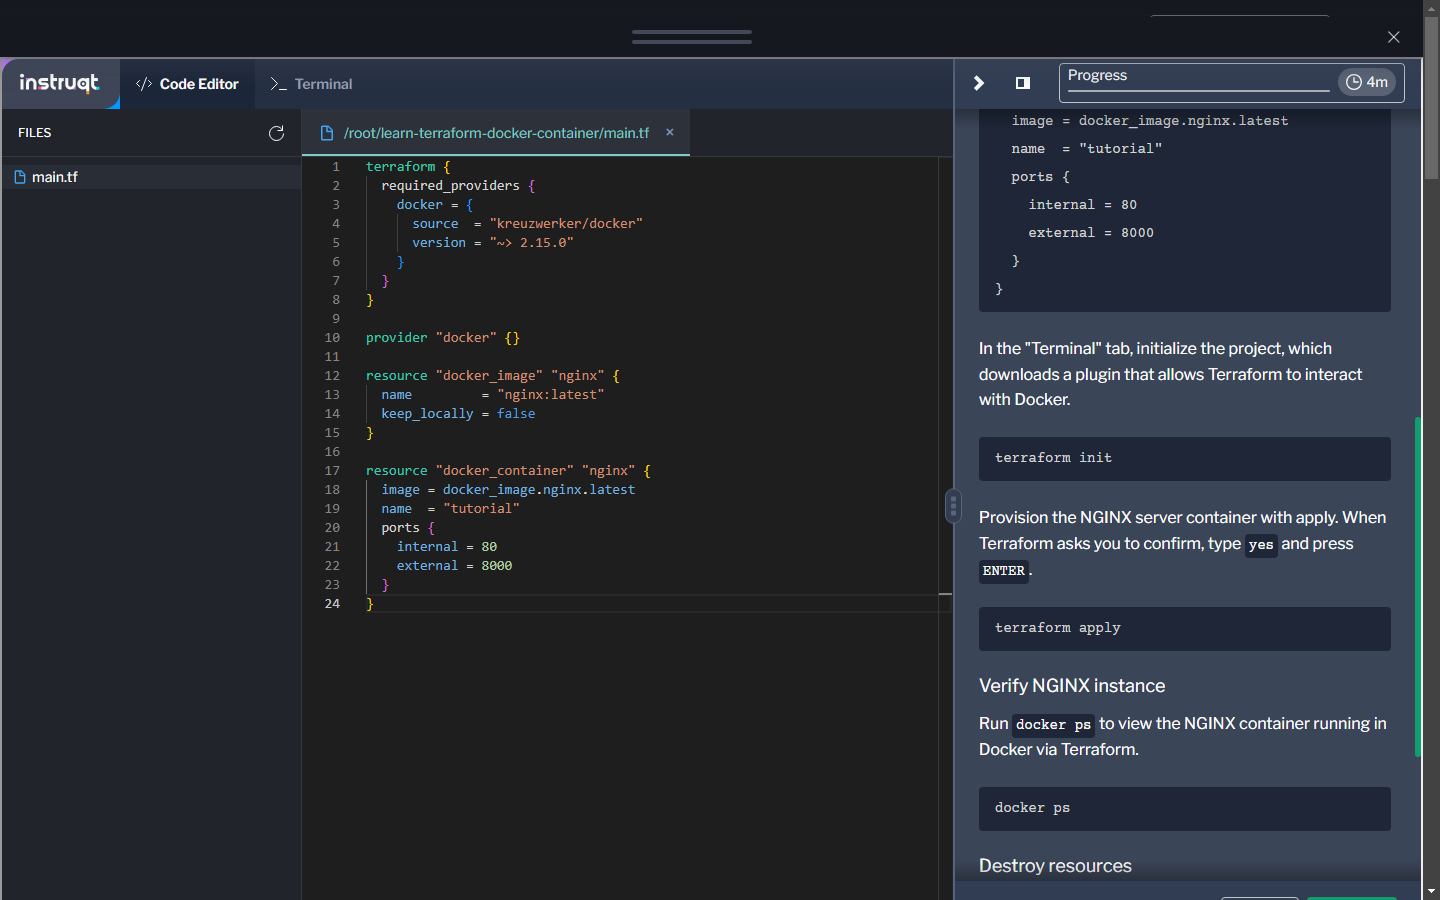 instruqt
</> Code Editor
>_ Terminal
Progress
4m
FILES
main.tf
/root/learn-terraform-docker-container/main.tf ×
1 terraform {
2   required_providers {
3     docker = {
4       source  = "kreuzwerker/docker"
5       version = "~> 2.15.0"
6     }
7   }
8 }
9
10 provider "docker" {}
11
12 resource "docker_image" "nginx" {
13   name         = "nginx:latest"
14   keep_locally = false
15 }
16
17 resource "docker_container" "nginx" {
18   image = docker_image.nginx.latest
19   name  = "tutorial"
20   ports {
21     internal = 80
22     external = 8000
23   }
24 }
image = docker_image.nginx.latest
name  = "tutorial"
ports {
internal = 80
external = 8000
}
}
In the "Terminal" tab, initialize the project, which
downloads a plugin that allows Terraform to interact
with Docker.
terraform init
Provision the NGINX server container with apply. When
Terraform asks you to confirm, type yes and press
ENTER.
terraform apply
Verify NGINX instance
Run docker ps to view the NGINX container running in
Docker via Terraform.
docker ps
Destroy resources